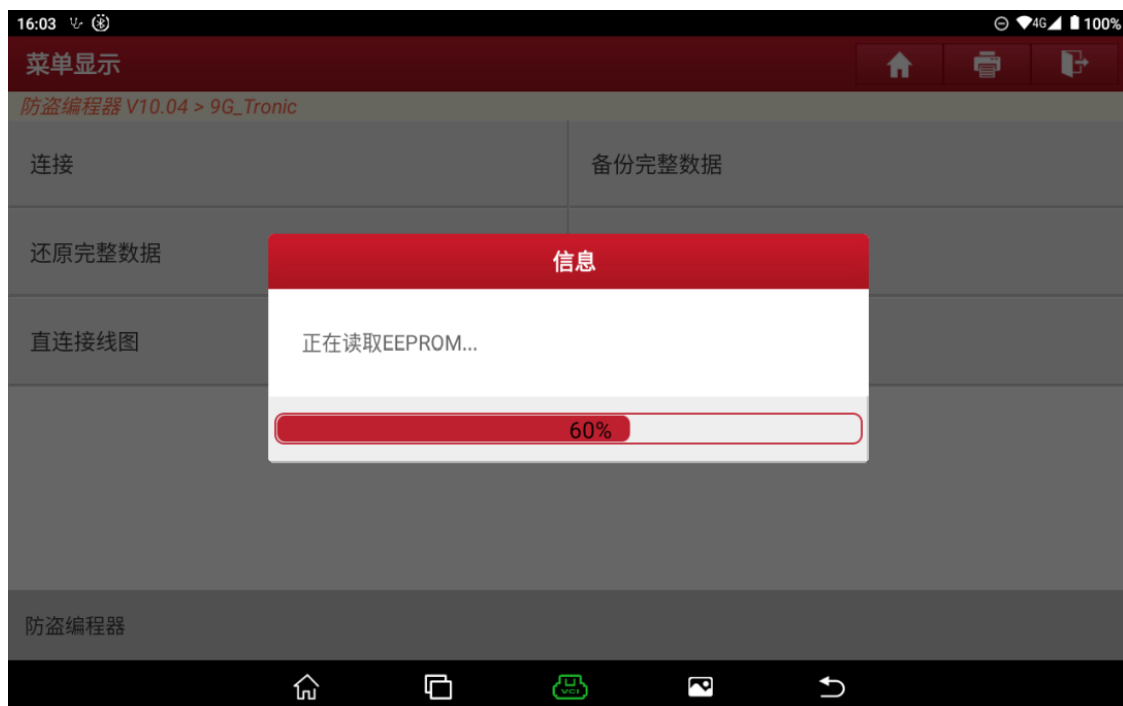 16:03 4G 100%
菜单显示
防盗编程器 V10.04 > 9G_Tronic
连接 备份完整数据
还原完整数据
信息
直连接线图
正在读取EEPROM...
60%
防盗编程器
VCI